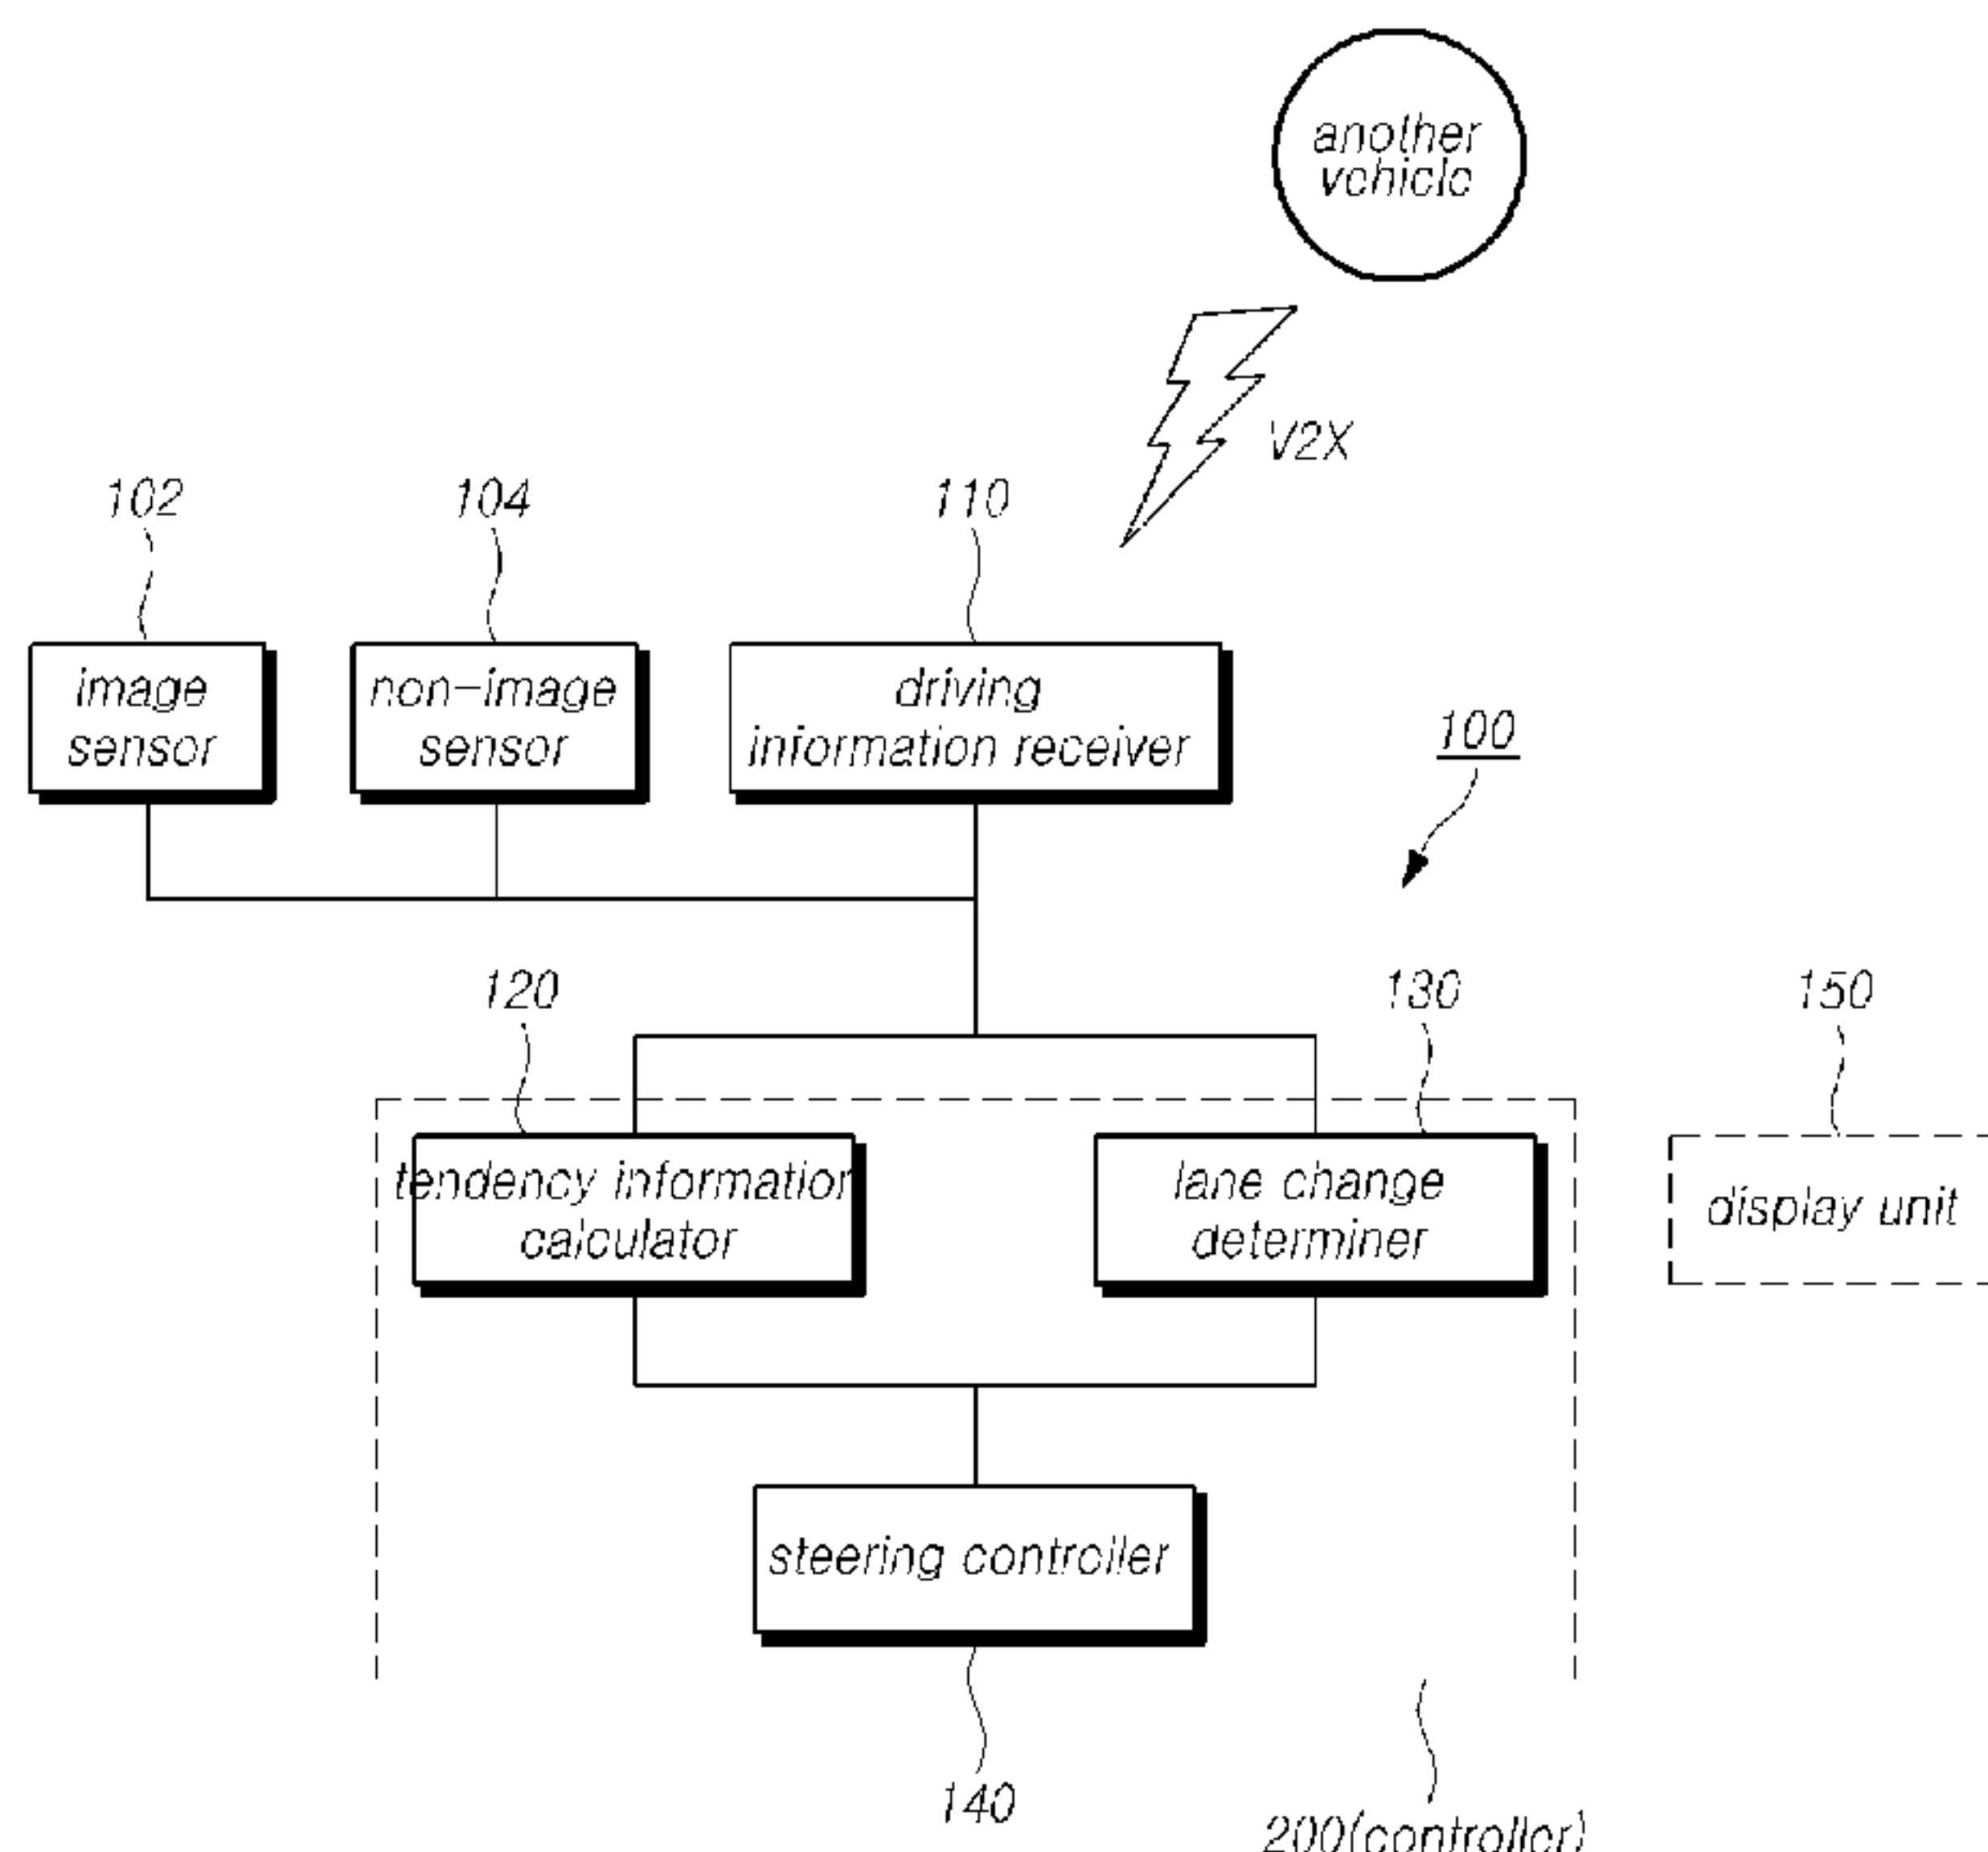 another
vehicle
V2X
102
104
110
image
sensor
non-image
sensor
driving
information receiver
100
120
130
150
tendency information
calculator
lane change
determiner
display unit
steering controller
140
200(controller)